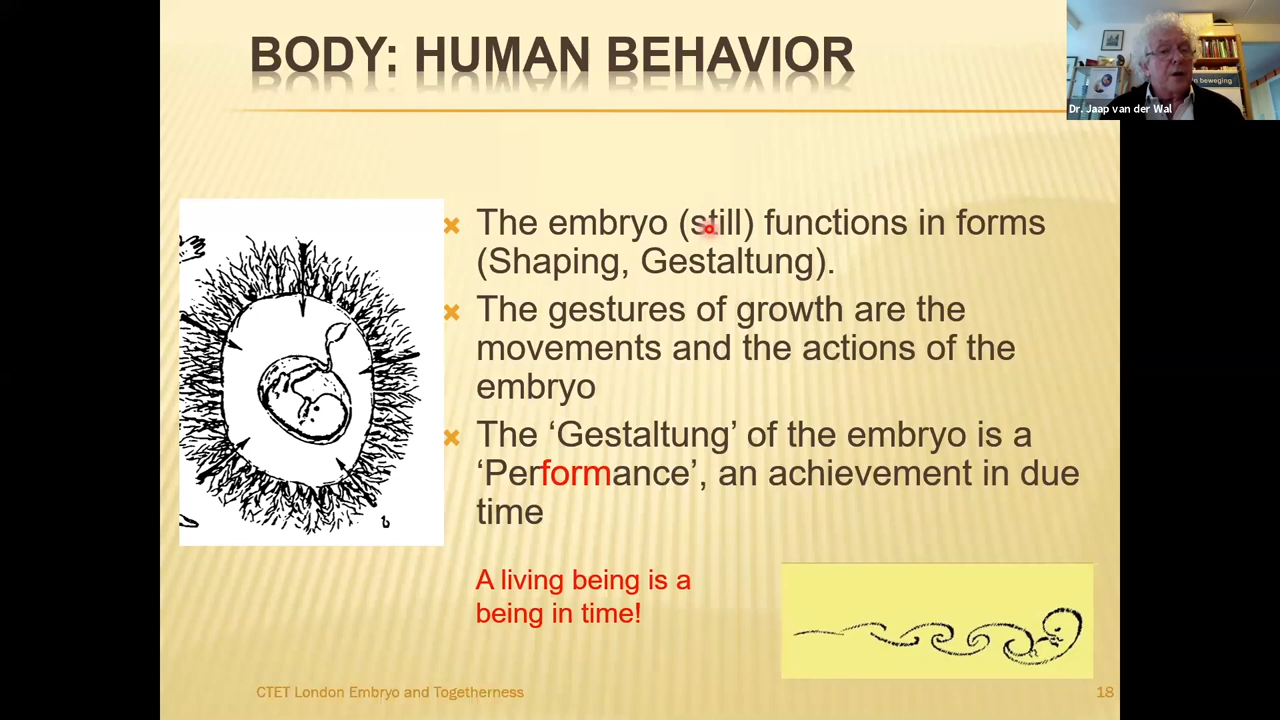 BODY: HUMAN BEHAVIOR
in beweging
Dr. Jaap van der Wal
The embryo (still) functions in forms
(Shaping, Gestaltung).
The gestures of growth are the
movements and the actions of the
embryo
The ‘Gestaltung’ of the embryo is a
‘Performance’, an achievement in due
time
b
A living being is a
being in time!
CTET London Embryo and Togetherness
18